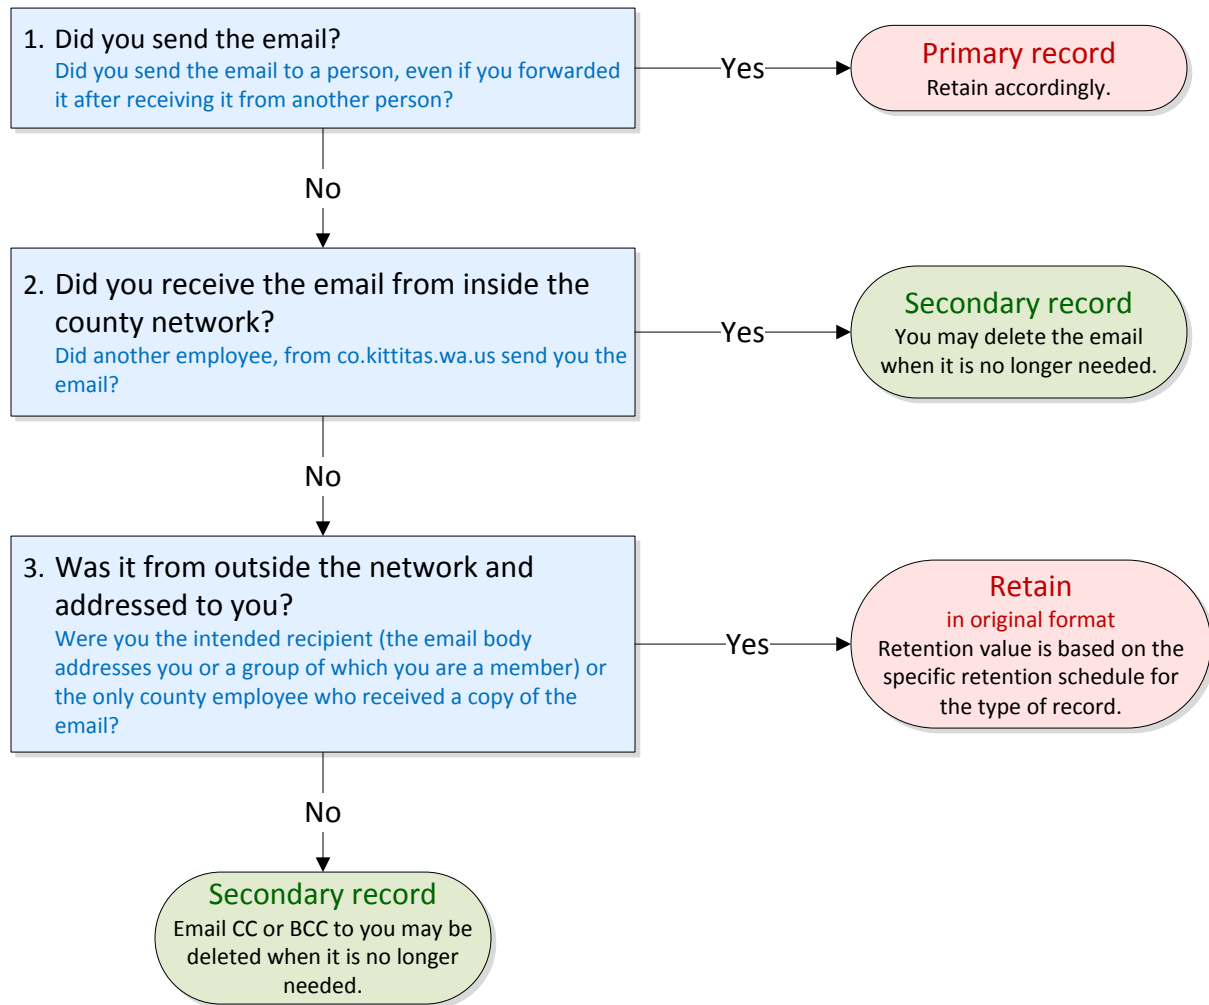 1. Did you send the email?
Did you send the email to a person, even if you forwarded
it after receiving it from another person?
Yes
Primary record
Retain accordingly.
No
2. Did you receive the email from inside the
county network?
Did another employee, from co.kittitas.wa.us send you the
email?
Yes
Secondary record
You may delete the email
when it is no longer needed.
No
3. Was it from outside the network and
addressed to you?
Were you the intended recipient (the email body
addresses you or a group of which you are a member) or
the only county employee who received a copy of the
email?
Yes
Retain
in original format
Retention value is based on the
specific retention schedule for
the type of record.
No
Secondary record
Email CC or BCC to you may be
deleted when it is no longer
needed.